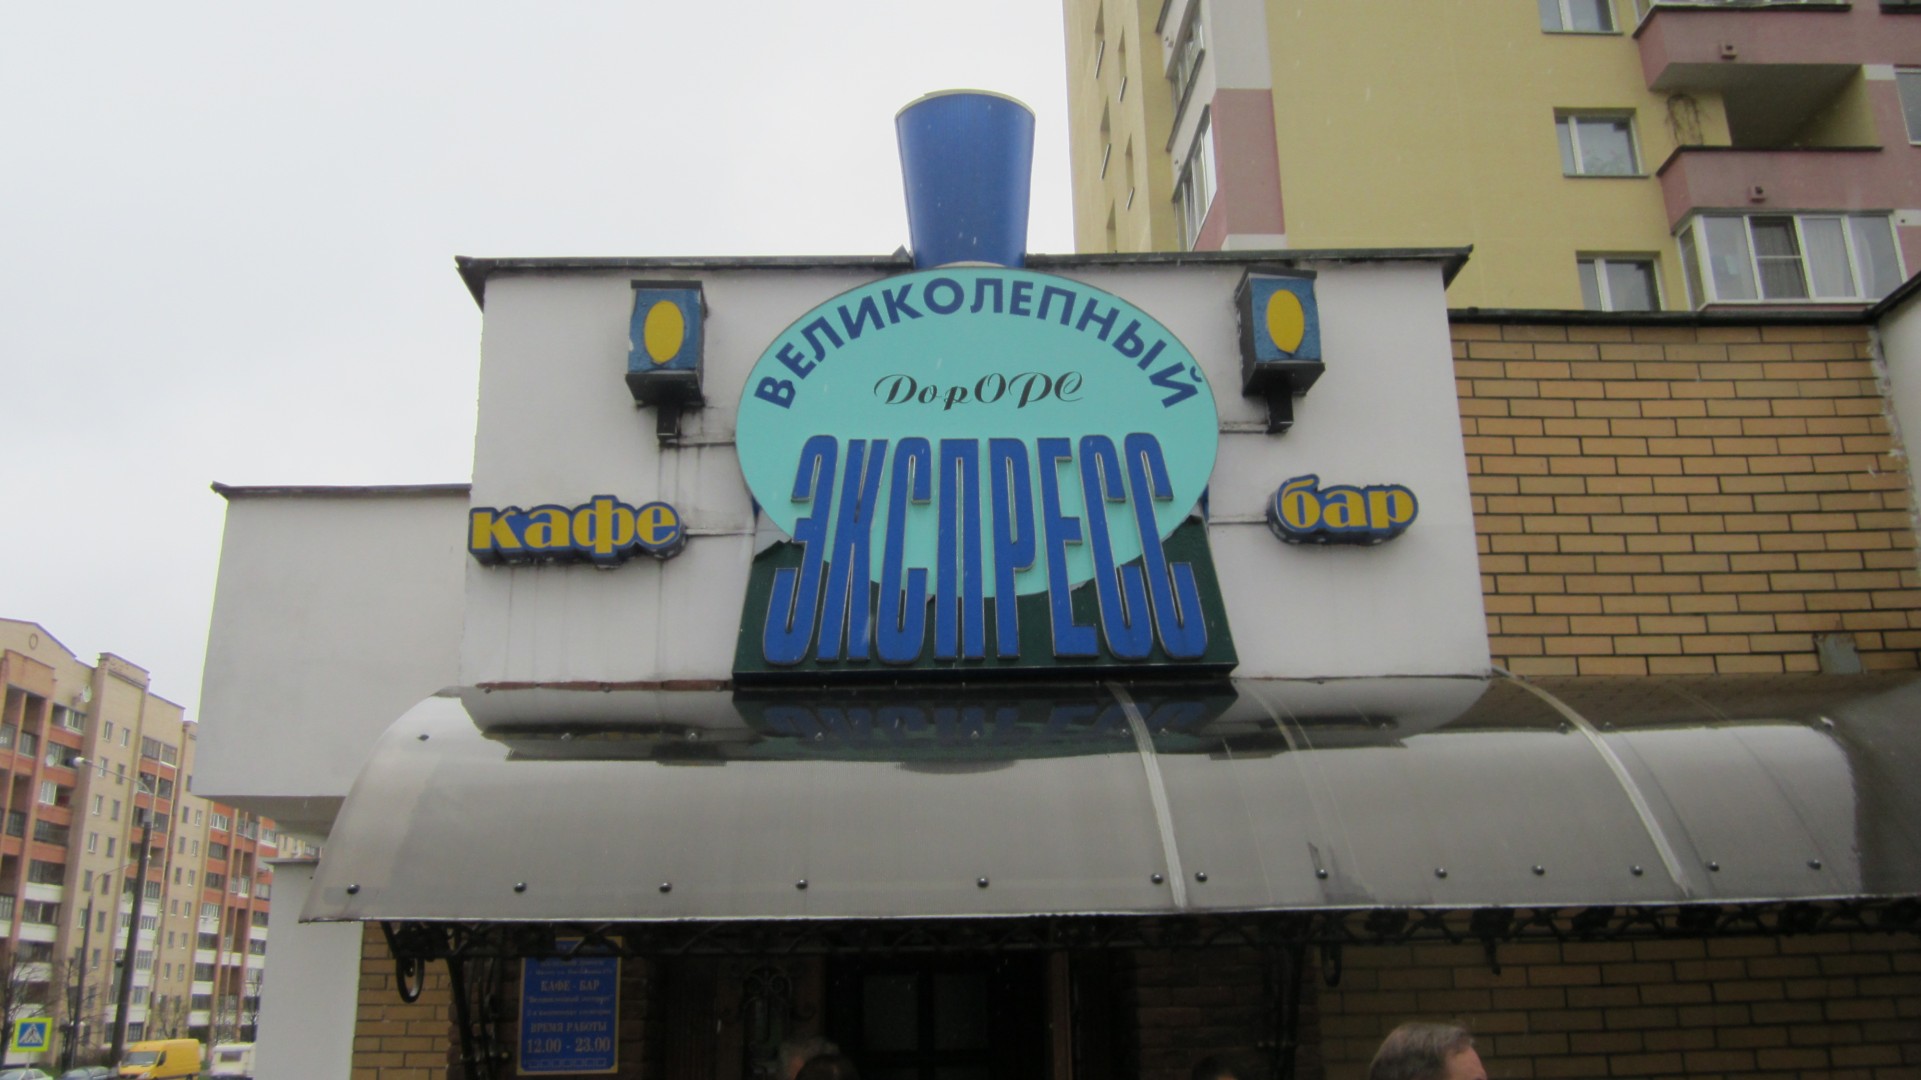 ВЕЛИКОЛЕПНЫЙ
ДорОРС
ЭКСПРЕСС
кафе
бар
КАФЕ - БАР
ВРЕМЯ РАБОТЫ
12.00 - 23.00